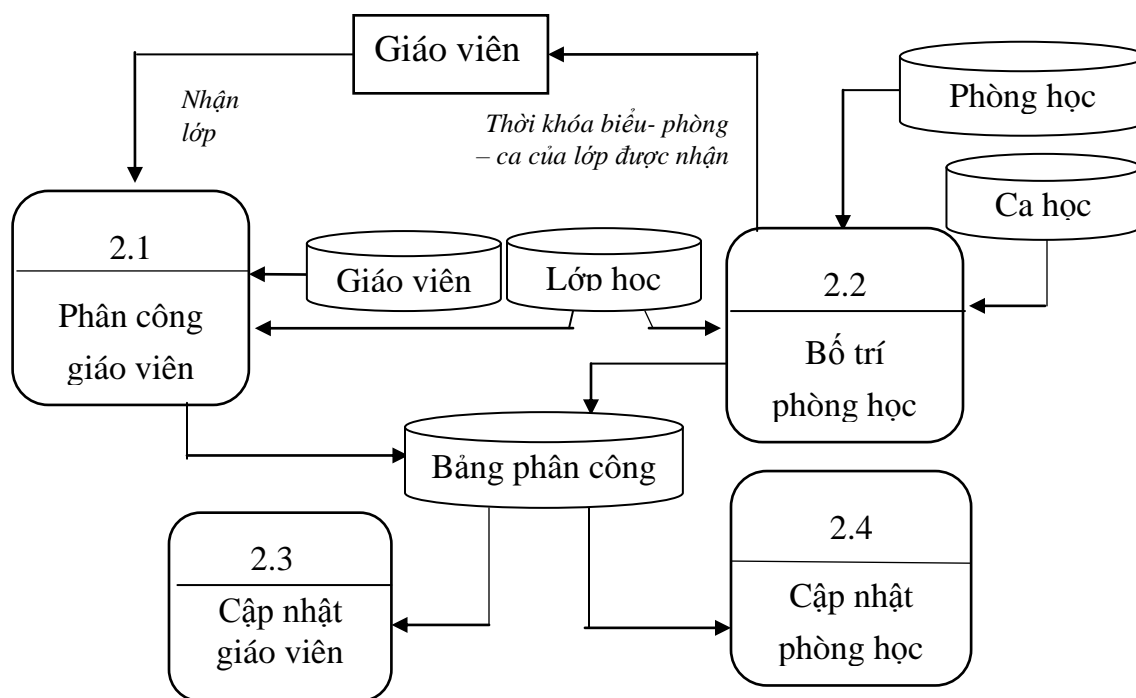 Giáo viên
Phòng học
Nhận
lớp
Thời khóa biểu- phòng
– ca của lớp được nhận
Ca học
2.1
Phân công
giáo viên
Giáo viên
Lớp học
2.2
Bố trí
phòng học
Bảng phân công
2.3
Cập nhật
giáo viên
2.4
Cập nhật
phòng học